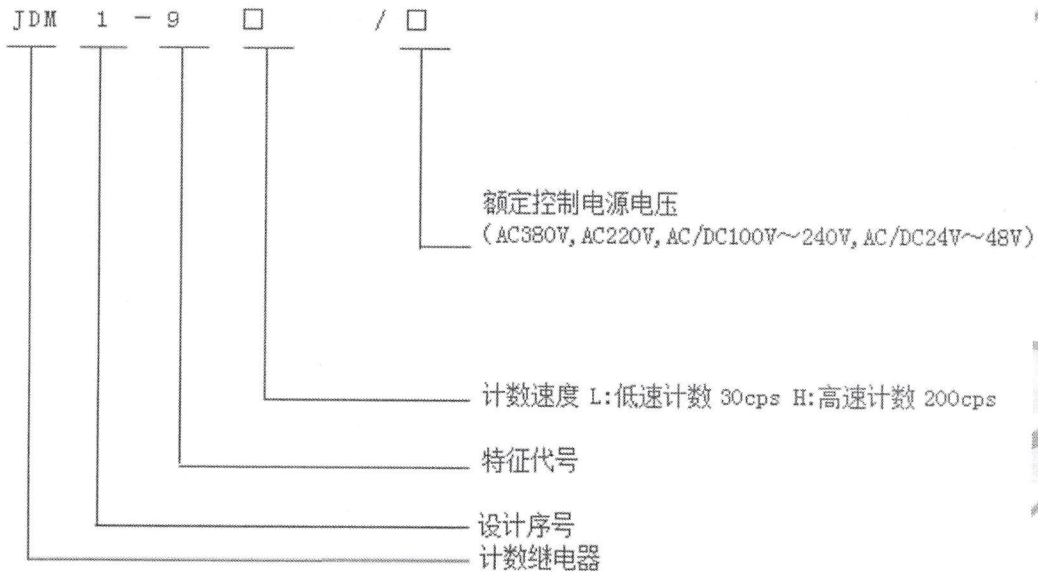 JDM 1 - 9 □ / □
额定控制电源电压
(AC380V,AC220V,AC/DC100V～240V,AC/DC24V～48V)
计数速度 L:低速计数 30cps H:高速计数 200cps
特征代号
设计序号
计数继电器